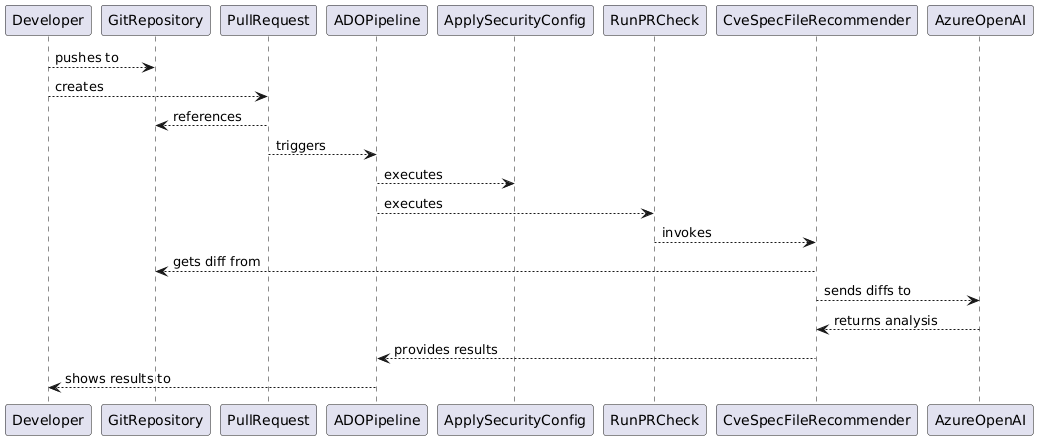 Developer GitRepository PullRequest ADOPipeline ApplySecurityConfig RunPRCheck CveSpecFileRecommender AzureOpenAI
pushes to
creates
references
triggers
executes
executes
invokes
gets diff from
sends diffs to
returns analysis
provides results
shows results to
Developer GitRepository PullRequest ADOPipeline ApplySecurityConfig RunPRCheck CveSpecFileRecommender AzureOpenAI